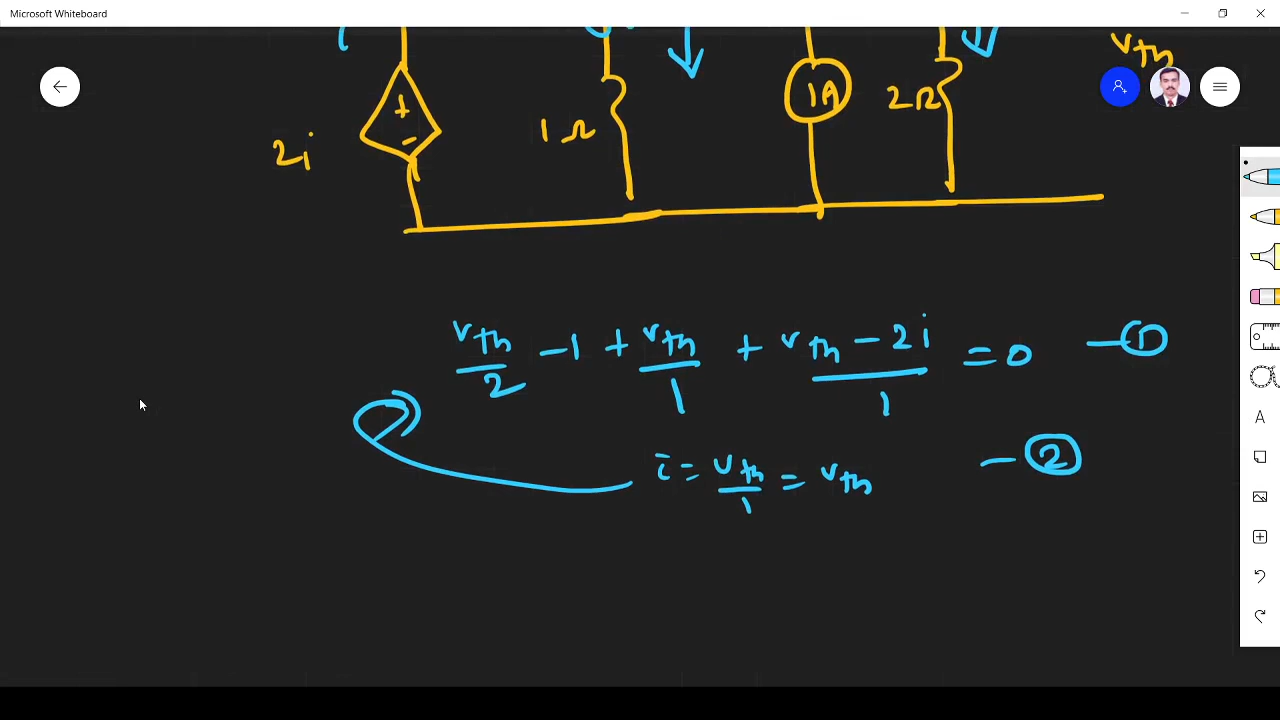 Microsoft Whiteboard
Vth
1A
2Ω
1Ω
2i
+
-
Vth/2 - 1 + Vth/1 + Vth - 2i/1 = 0 - ①
i = Vth/1 = Vth - ②
A